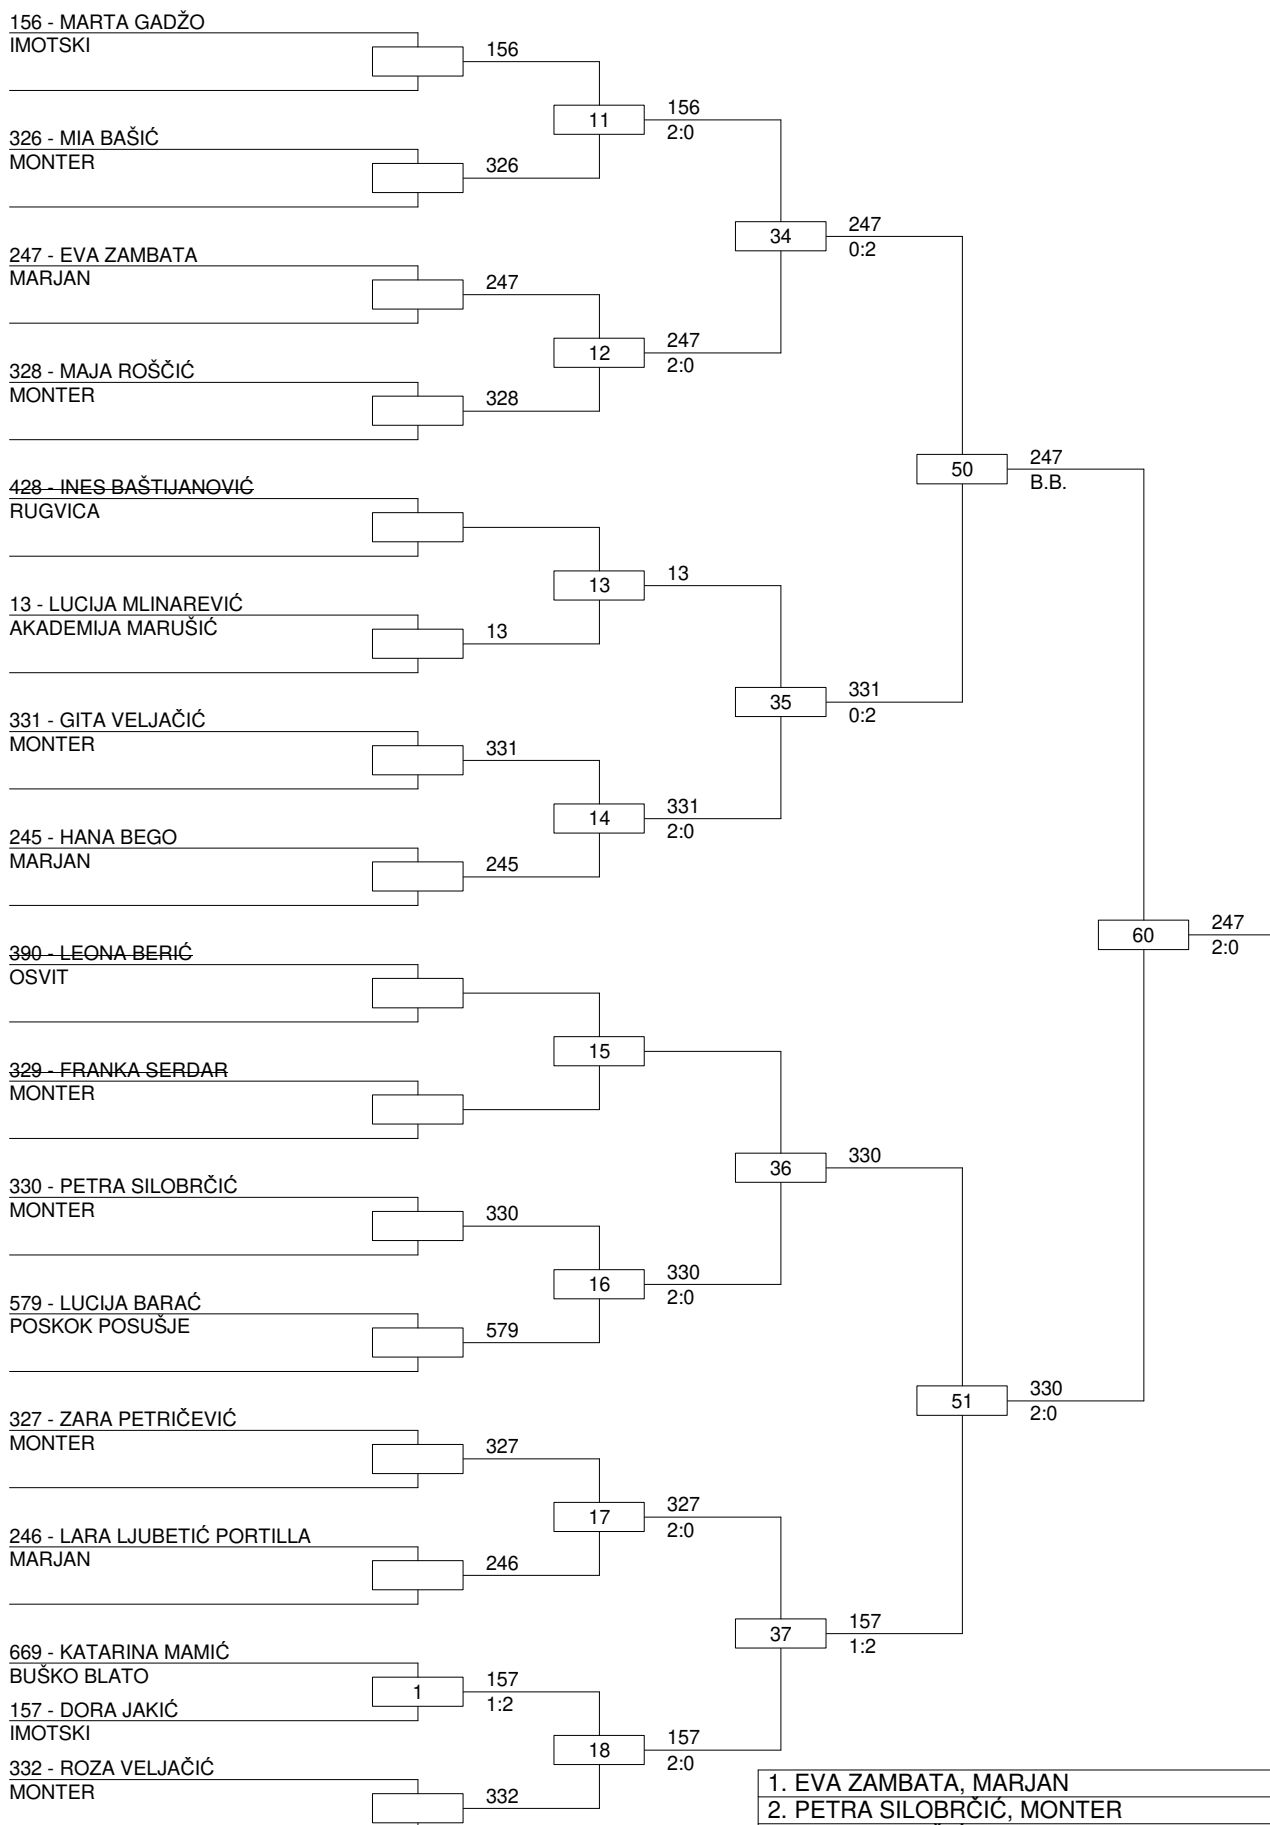 156 - MARTA GADŽO
IMOTSKI
156
11
156
2:0
326 - MIA BAŠIĆ
MONTER
326
34
247
0:2
247 - EVA ZAMBATA
MARJAN
247
12
247
2:0
328 - MAJA ROŠČIĆ
MONTER
328
50
247
B.B.
428 - INES BAŠTIJANOVIĆ
RUGVICA
13
13
13 - LUCIJA MLINAREVIĆ
AKADEMIJA MARUŠIĆ
13
35
331
0:2
331 - GITA VELJAČIĆ
MONTER
331
14
331
2:0
245 - HANA BEGO
MARJAN
245
60
247
2:0
390 - LEONA BERIĆ
OSVIT
15
329 - FRANKA SERDAR
MONTER
36
330
330 - PETRA SILOBRČIĆ
MONTER
330
16
330
2:0
579 - LUCIJA BARAĆ
POSKOK POSUŠJE
579
51
330
2:0
327 - ZARA PETRIČEVIĆ
MONTER
327
17
327
2:0
246 - LARA LJUBETIĆ PORTILLA
MARJAN
246
37
157
1:2
669 - KATARINA MAMIĆ
BUŠKO BLATO
1
157
1:2
157 - DORA JAKIĆ
IMOTSKI
18
157
2:0
332 - ROZA VELJAČIĆ
MONTER
332
1. EVA ZAMBATA, MARJAN
2. PETRA SILOBRČIĆ, MONTER